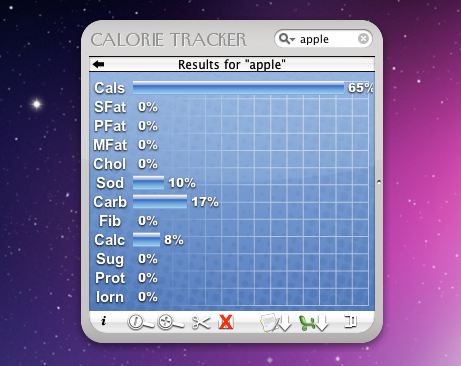 CALORIE TRACKER
apple
Results for "apple"
Cals 65%
SFat 0%
PFat 0%
MFat 0%
Chol 0%
Sod 10%
Carb 17%
Fib 0%
Calc 8%
Sug 0%
Prot 0%
Iorn 0%
i